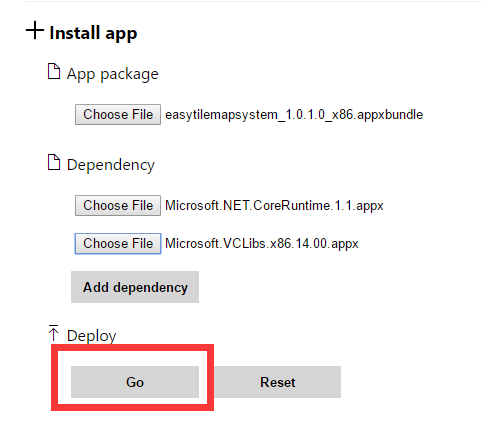 Install app
App package
Choose File easytilemapsystem_1.0.1.0_x86.appxbundle
Dependency
Choose File Microsoft.NET.CoreRuntime.1.1.appx
Choose File Microsoft.VCLibs.x86.14.00.appx
Add dependency
Deploy
Go Reset